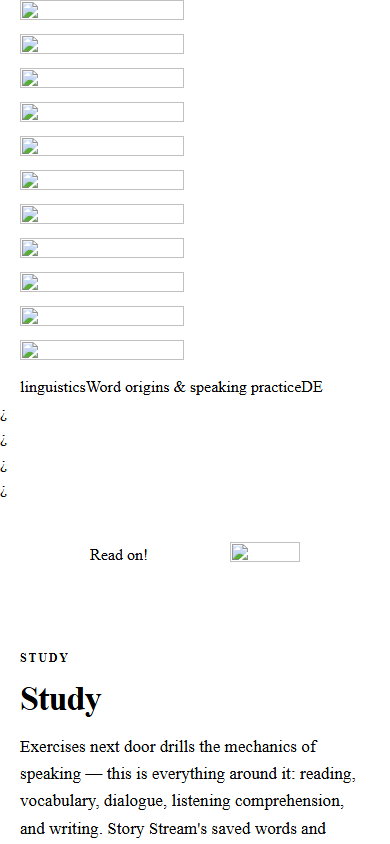 linguisticsWord origins & speaking practiceDE
¿
¿
¿
¿
Read on!
STUDY
Study
Exercises next door drills the mechanics of
speaking — this is everything around it: reading,
vocabulary, dialogue, listening comprehension,
and writing. Story Stream's saved words and